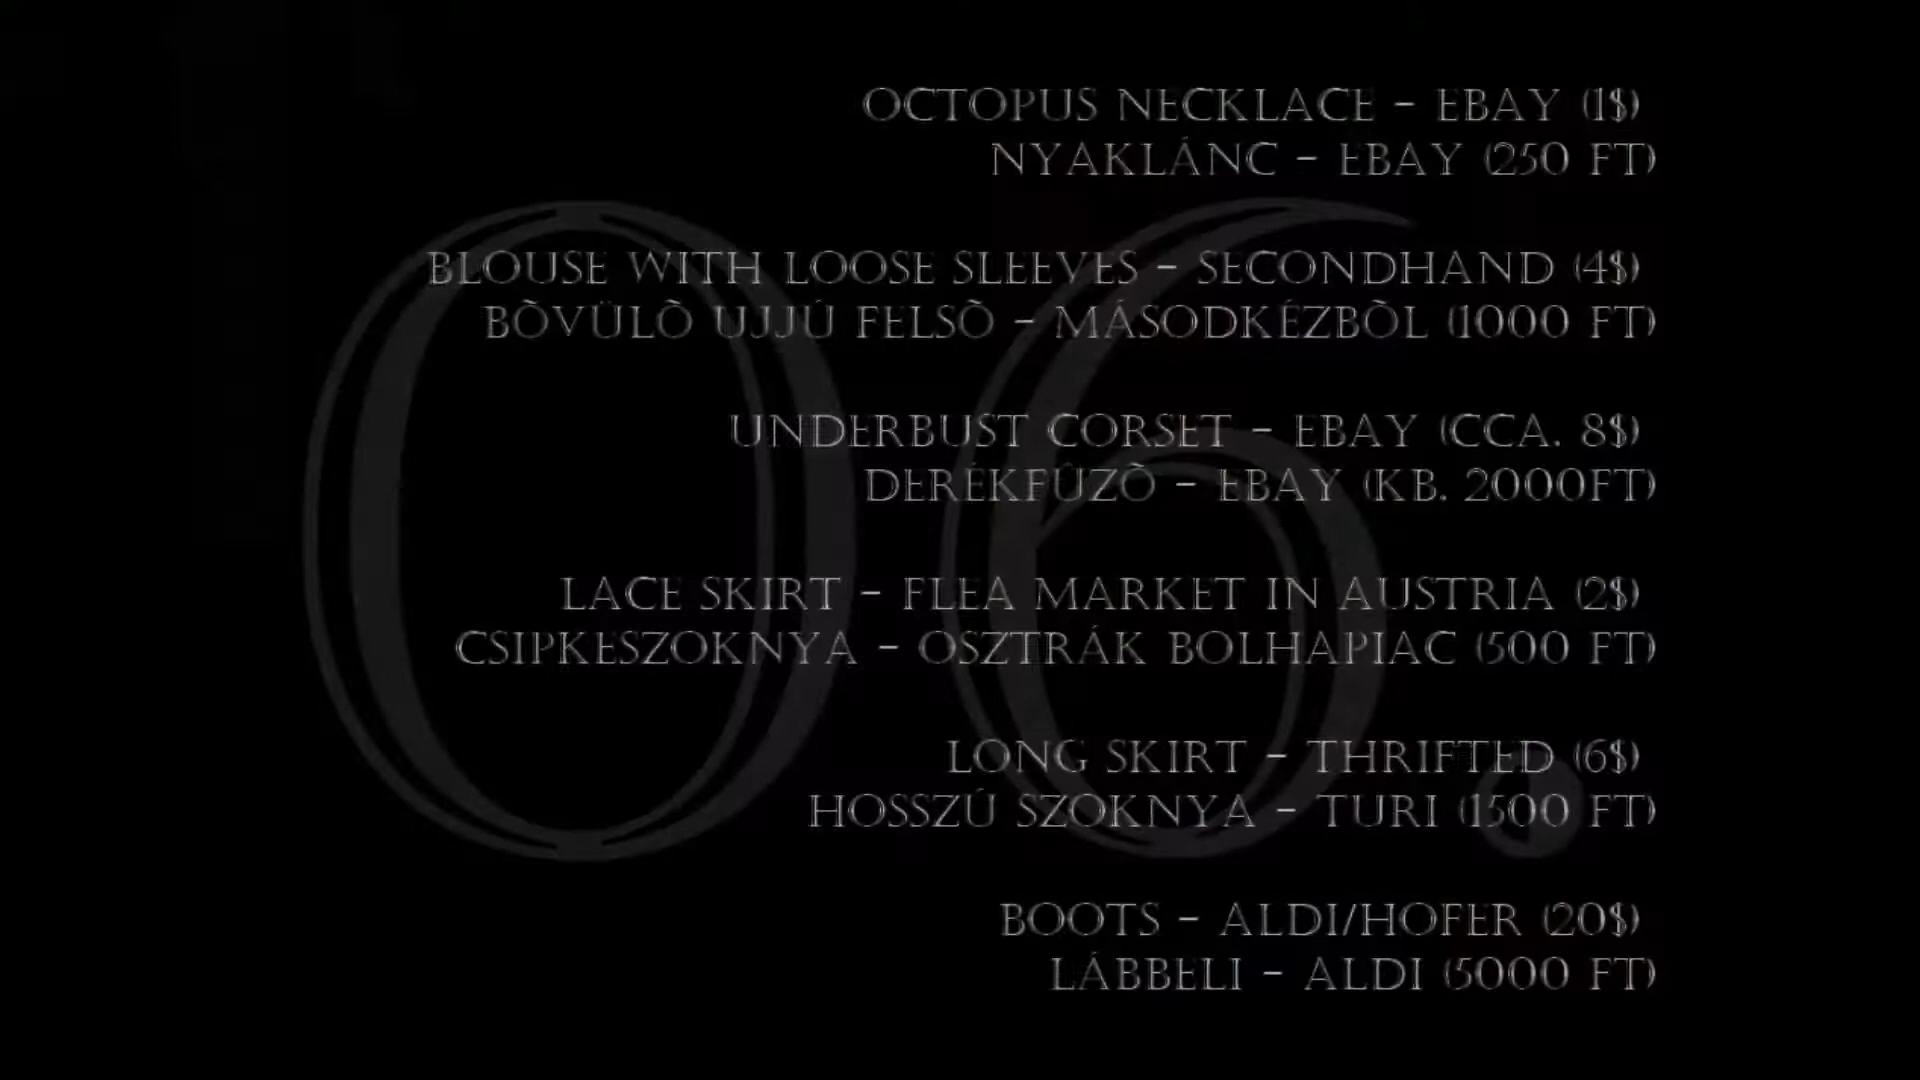 06.
OCTOPUS NECKLACE - EBAY (1$)
NYAKLÁNC - EBAY (250 FT)
BLOUSE WITH LOOSE SLEEVES - SECONDHAND (4$)
BÕVÜLÕ UJJÚ FELSÕ - MÁSODKÉZBÕL (1000 FT)
UNDERBUST CORSET - EBAY (CCA. 8$)
DERÉKFÛZÕ - EBAY (KB. 2000FT)
LACE SKIRT - FLEA MARKET IN AUSTRIA (2$)
CSIPKESZOKNYA - OSZTRÁK BOLHAPIAC (500 FT)
LONG SKIRT - THRIFTED (6$)
HOSSZÚ SZOKNYA - TURI (1500 FT)
BOOTS - ALDI/HOFER (20$)
LÁBBELI - ALDI (5000 FT)